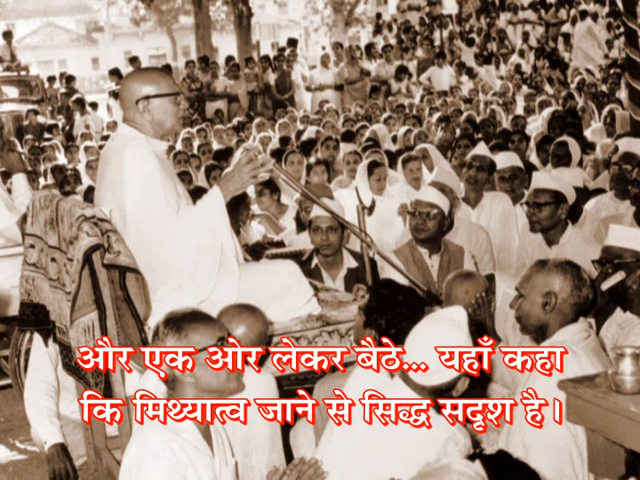 और एक ओर लेकर बैठे... यहाँ कहा
कि मिथ्यात्व जाने से सिद्ध सदृश है।